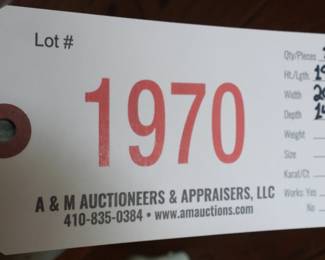 Lot #
1970
A & M AUCTIONEERS & APPRAISERS, LLC
410-835-0384 • www.amauctions.com
Qty/Pieces
Ht./Lgth.
Width
Depth
Weight
Size
Karat/Ct
Works: Yes
No